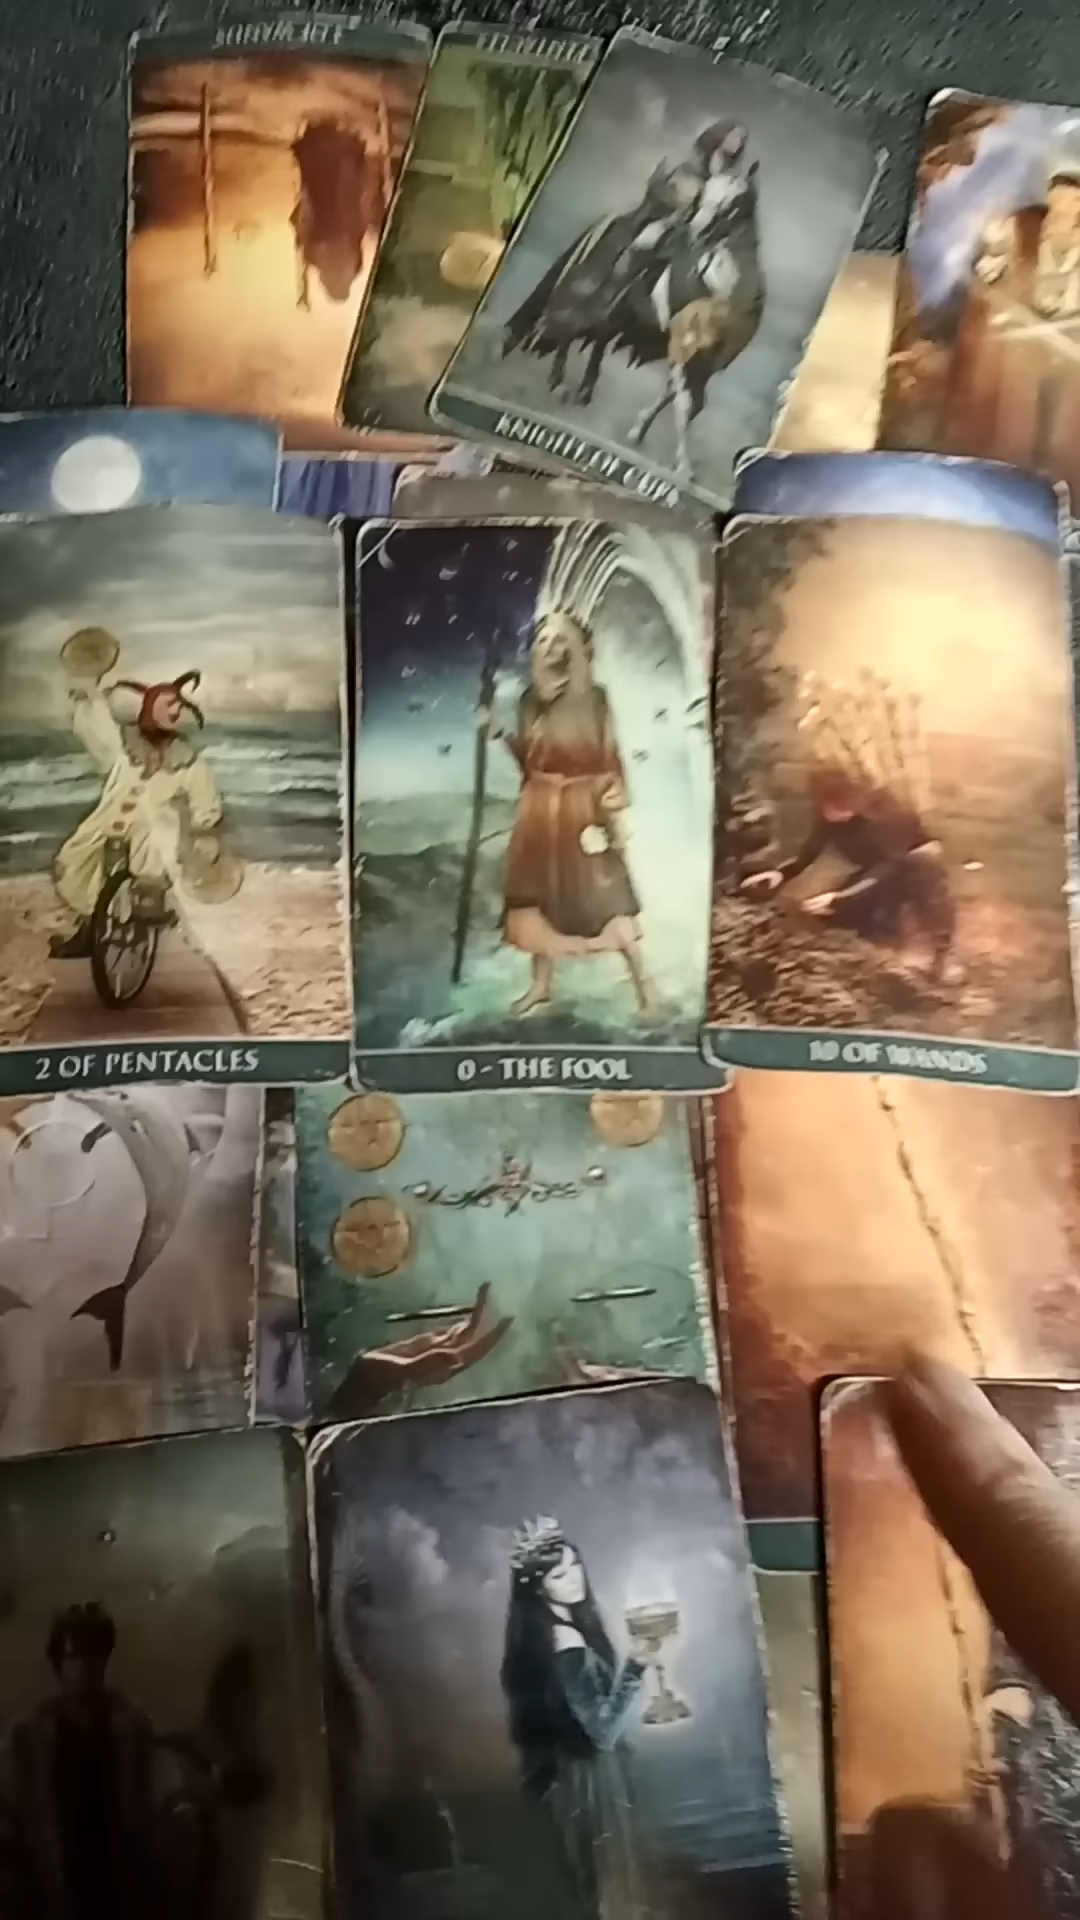 KNIGHT OF CUPS
2 OF PENTACLES
0 - THE FOOL
10 OF WANDS